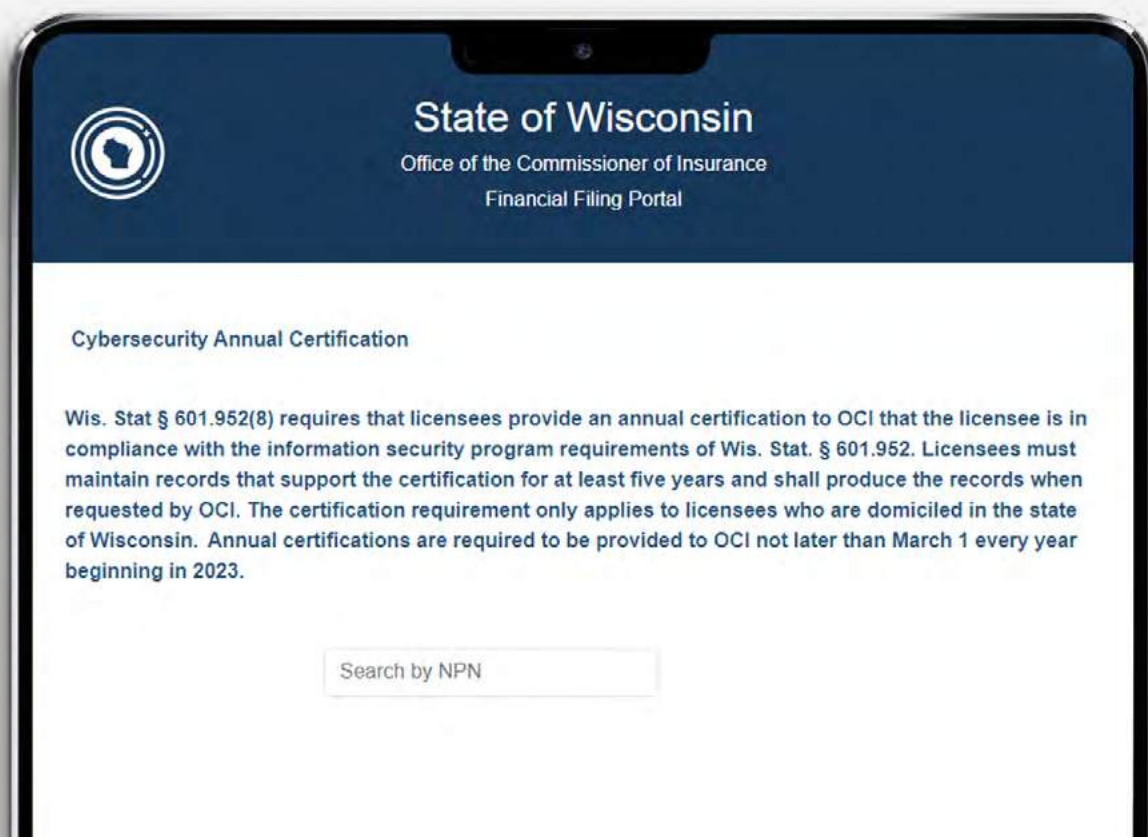 State of Wisconsin
Office of the Commissioner of Insurance
Financial Filing Portal
Cybersecurity Annual Certification
Wis. Stat § 601.952(8) requires that licensees provide an annual certification to OCI that the licensee is in
compliance with the information security program requirements of Wis. Stat. § 601.952. Licensees must
maintain records that support the certification for at least five years and shall produce the records when
requested by OCI. The certification requirement only applies to licensees who are domiciled in the state
of Wisconsin. Annual certifications are required to be provided to OCI not later than March 1 every year
beginning in 2023.
Search by NPN